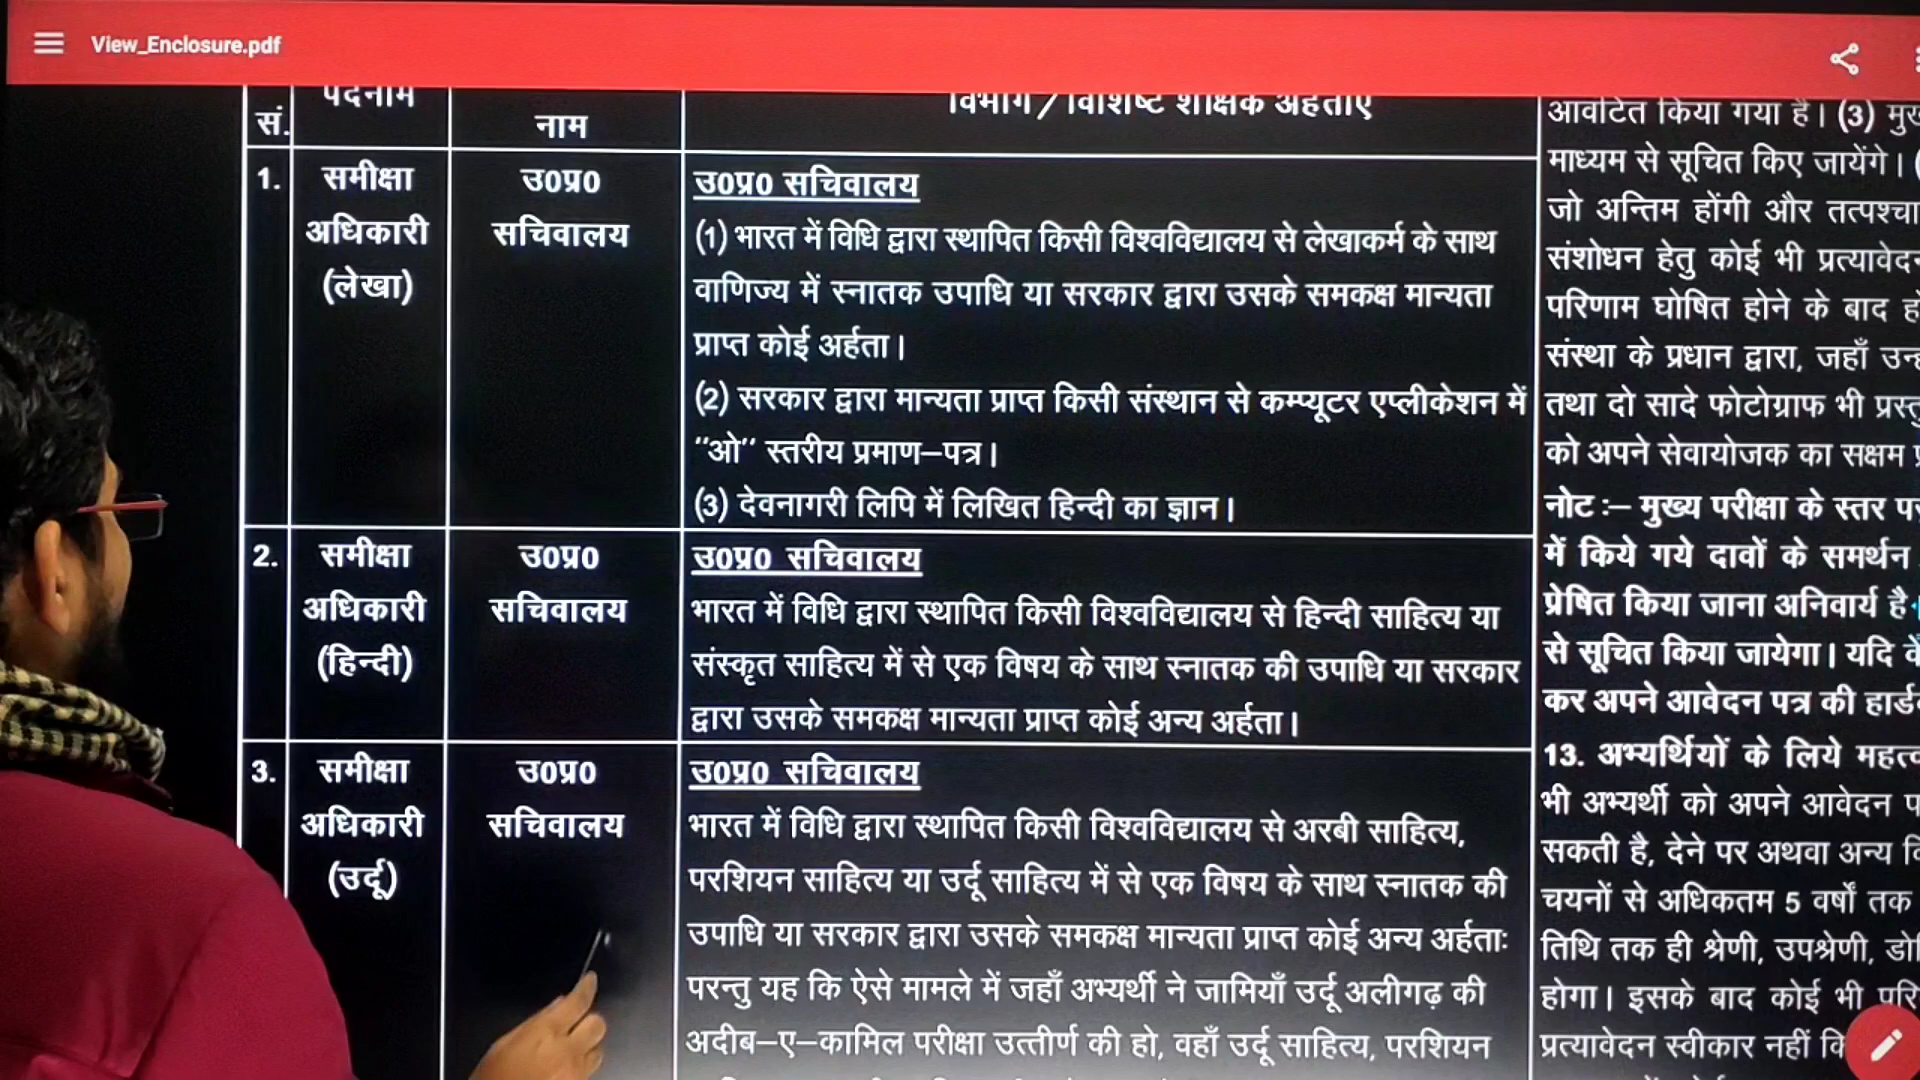 View_Enclosure.pdf
सं.
पदनाम
नाम
विभाग/विशिष्ट शैक्षिक अर्हताएं
1.
समीक्षा
अधिकारी
(लेखा)
उ0प्र0
सचिवालय
उ0प्र0 सचिवालय
(1) भारत में विधि द्वारा स्थापित किसी विश्वविद्यालय से लेखाकर्म के साथ
वाणिज्य में स्नातक उपाधि या सरकार द्वारा उसके समकक्ष मान्यता
प्राप्त कोई अर्हता।
(2) सरकार द्वारा मान्यता प्राप्त किसी संस्थान से कम्प्यूटर एप्लीकेशन में
"ओ" स्तरीय प्रमाण–पत्र।
(3) देवनागरी लिपि में लिखित हिन्दी का ज्ञान।
2.
समीक्षा
अधिकारी
(हिन्दी)
उ0प्र0
सचिवालय
उ0प्र0 सचिवालय
भारत में विधि द्वारा स्थापित किसी विश्वविद्यालय से हिन्दी साहित्य या
संस्कृत साहित्य में से एक विषय के साथ स्नातक की उपाधि या सरकार
द्वारा उसके समकक्ष मान्यता प्राप्त कोई अन्य अर्हता।
3.
समीक्षा
अधिकारी
(उर्दू)
उ0प्र0
सचिवालय
उ0प्र0 सचिवालय
भारत में विधि द्वारा स्थापित किसी विश्वविद्यालय से अरबी साहित्य,
परशियन साहित्य या उर्दू साहित्य में से एक विषय के साथ स्नातक की
उपाधि या सरकार द्वारा उसके समकक्ष मान्यता प्राप्त कोई अन्य अर्हताः
परन्तु यह कि ऐसे मामले में जहाँ अभ्यर्थी ने जामियाँ उर्दू अलीगढ़ की
अदीब–ए–कामिल परीक्षा उत्तीर्ण की हो, वहाँ उर्दू साहित्य, परशियन
आवंटित किया गया है। (3)
माध्यम से सूचित किए जायेंगे।
जो अन्तिम होंगी और
संशोधन हेतु कोई भी
परिणाम घोषित होने के बाद
संस्था के प्रधान द्वारा, जहाँ
तथा दो सादे फोटोग्राफ भी
को अपने सेवायोजक का सक्षम
नोट :– मुख्य परीक्षा के स्तर
में किये गये दावों के समर्थन
प्रेषित किया जाना अनिवार्य है
से सूचित किया जायेगा। यदि
कर अपने आवेदन पत्र की
13. अभ्यर्थियों के लिये
भी अभ्यर्थी को अपने आवेदन
सकती है, देने पर अथवा अन्य
चयनों से अधिकतम 5 वर्षों तक
तिथि तक ही श्रेणी, उपश्रेणी,
होगा। इसके बाद कोई भी
प्रत्यावेदन स्वीकार नहीं